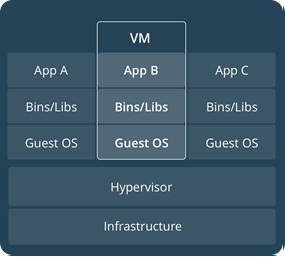 VM
App A App B App C
Bins/Libs Bins/Libs Bins/Libs
Guest OS Guest OS Guest OS
Hypervisor
Infrastructure